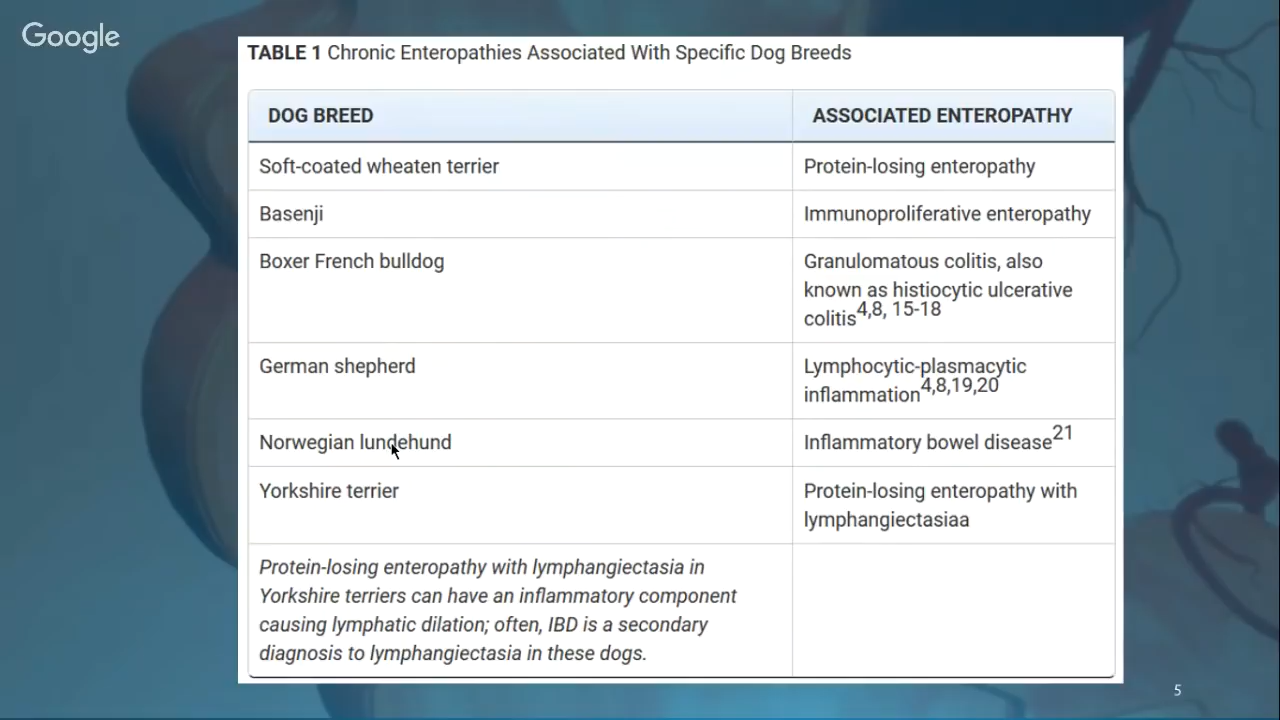 Google
TABLE 1 Chronic Enteropathies Associated With Specific Dog Breeds
DOG BREED
ASSOCIATED ENTEROPATHY
Soft-coated wheaten terrier
Protein-losing enteropathy
Basenji
Immunoproliferative enteropathy
Boxer French bulldog
Granulomatous colitis, also
known as histiocytic ulcerative
colitis4,8, 15-18
German shepherd
Lymphocytic-plasmacytic
inflammation4,8,19,20
Norwegian lundehund
Inflammatory bowel disease21
Yorkshire terrier
Protein-losing enteropathy with
lymphangiectasiaa
Protein-losing enteropathy with lymphangiectasia in
Yorkshire terriers can have an inflammatory component
causing lymphatic dilation; often, IBD is a secondary
diagnosis to lymphangiectasia in these dogs.
5